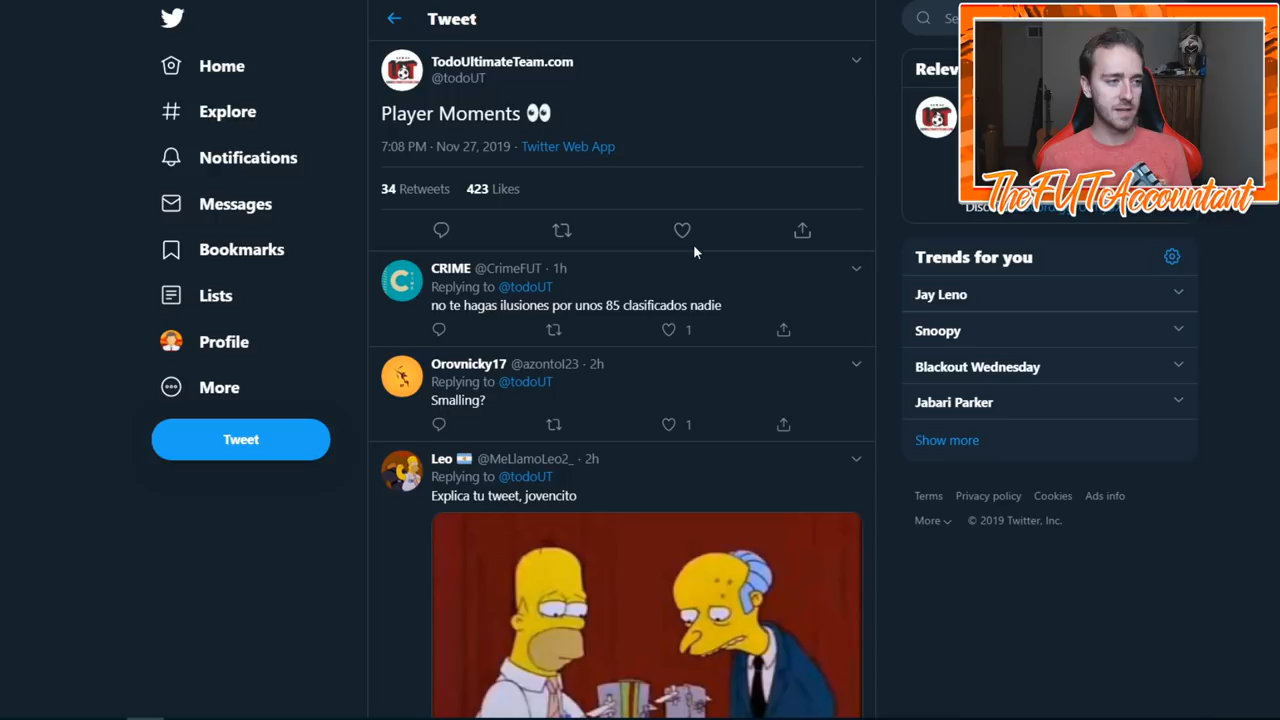 Tweet
Se
Home
Explore
Notifications
Messages
Bookmarks
Lists
Profile
More
Tweet
TodoUltimateTeam.com
@todoUT
Player Moments 👀
7:08 PM · Nov 27, 2019 · Twitter Web App
34 Retweets 423 Likes
CRIME @CrimeFUT · 1h
Replying to @todoUT
no te hagas ilusiones por unos 85 clasificados nadie
1
Orovnicky17 @azontol23 · 2h
Replying to @todoUT
Smalling?
1
Leo 🇦🇷 @MeLlamoLeo2_ · 2h
Replying to @todoUT
Explica tu tweet, jovencito
Relev
TheFUTAccountant
Disc
Trends for you
Jay Leno
Snoopy
Blackout Wednesday
Jabari Parker
Show more
Terms Privacy policy Cookies Ads info
More © 2019 Twitter, Inc.